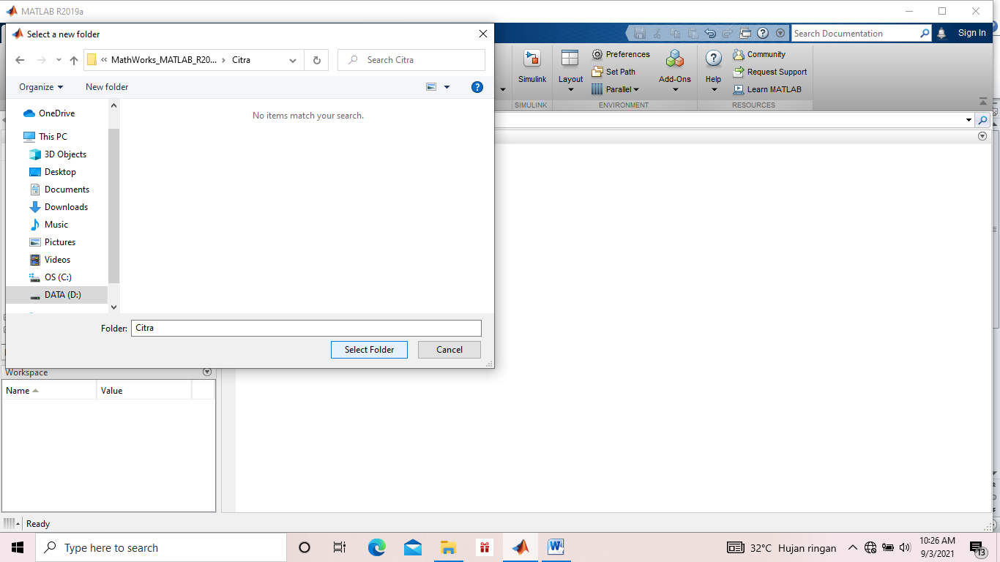 MATLAB R2019a
Select a new folder
« MathWorks_MATLAB_R20... › Citra
Search Citra
Organize
New folder
No items match your search.
OneDrive
This PC
3D Objects
Desktop
Documents
Downloads
Music
Pictures
Videos
OS (C:)
DATA (D:)
Folder: Citra
Select Folder
Cancel
Search Documentation
Sign In
Simulink
Layout
Preferences
Set Path
Parallel
Add-Ons
Help
Community
Request Support
Learn MATLAB
SIMULINK
ENVIRONMENT
RESOURCES
Workspace
Name
Value
Ready
Type here to search
32°C Hujan ringan
10:26 AM
9/3/2021
13